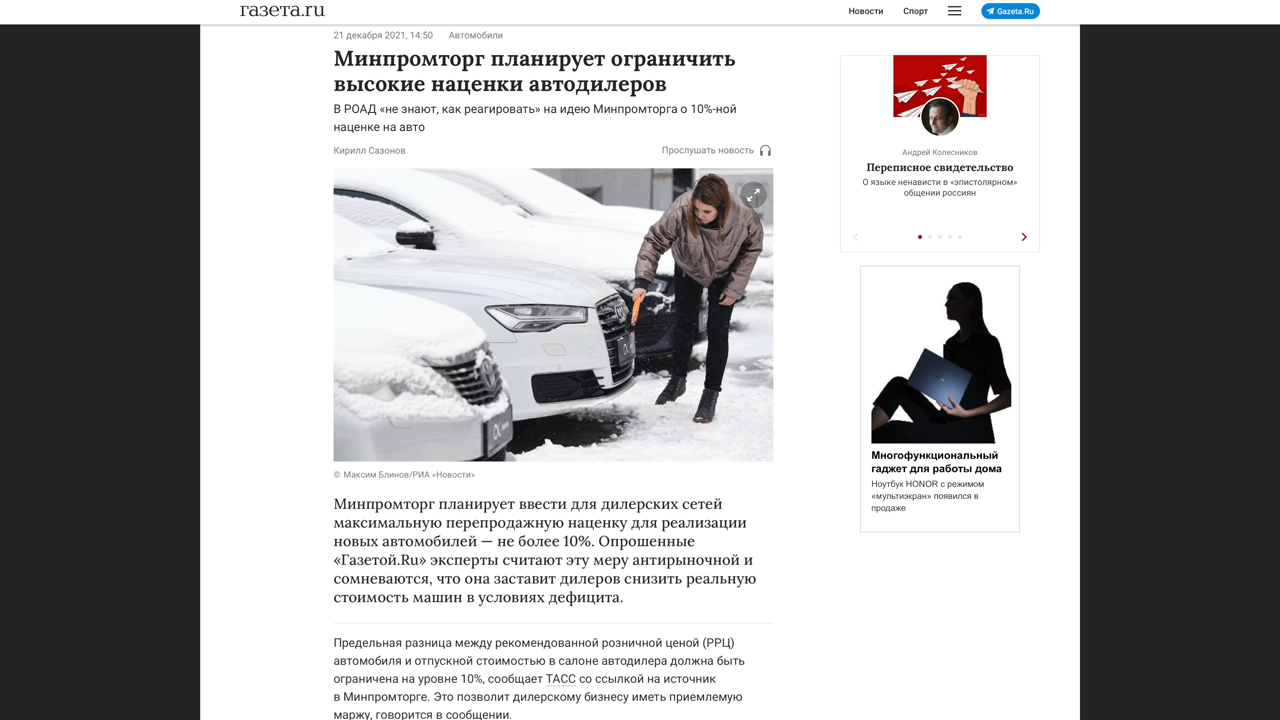 газета.ru
Новости
Спорт
Gazeta.Ru
21 декабря 2021, 14:50
Автомобили
Минпромторг планирует ограничить
высокие наценки автодилеров
В РОАД «не знают, как реагировать» на идею Минпромторга о 10%-ной
наценке на авто
Кирилл Сазонов
Прослушать новость
© Максим Блинов/РИА «Новости»
Минпромторг планирует ввести для дилерских сетей
максимальную перепродажную наценку для реализации
новых автомобилей — не более 10%. Опрошенные
«Газетой.Ru» эксперты считают эту меру антирыночной и
сомневаются, что она заставит дилеров снизить реальную
стоимость машин в условиях дефицита.
Предельная разница между рекомендованной розничной ценой (РРЦ)
автомобиля и отпускной стоимостью в салоне автодилера должна быть
ограничена на уровне 10%, сообщает ТАСС со ссылкой на источник
в Минпромторге. Это позволит дилерскому бизнесу иметь приемлемую
маржу, говорится в сообщении.
Андрей Колесников
Переписное свидетельство
О языке ненависти в «эпистолярном»
общении россиян
Многофункциональный
гаджет для работы дома
Ноутбук HONOR с режимом
«мультиэкран» появился в
продаже